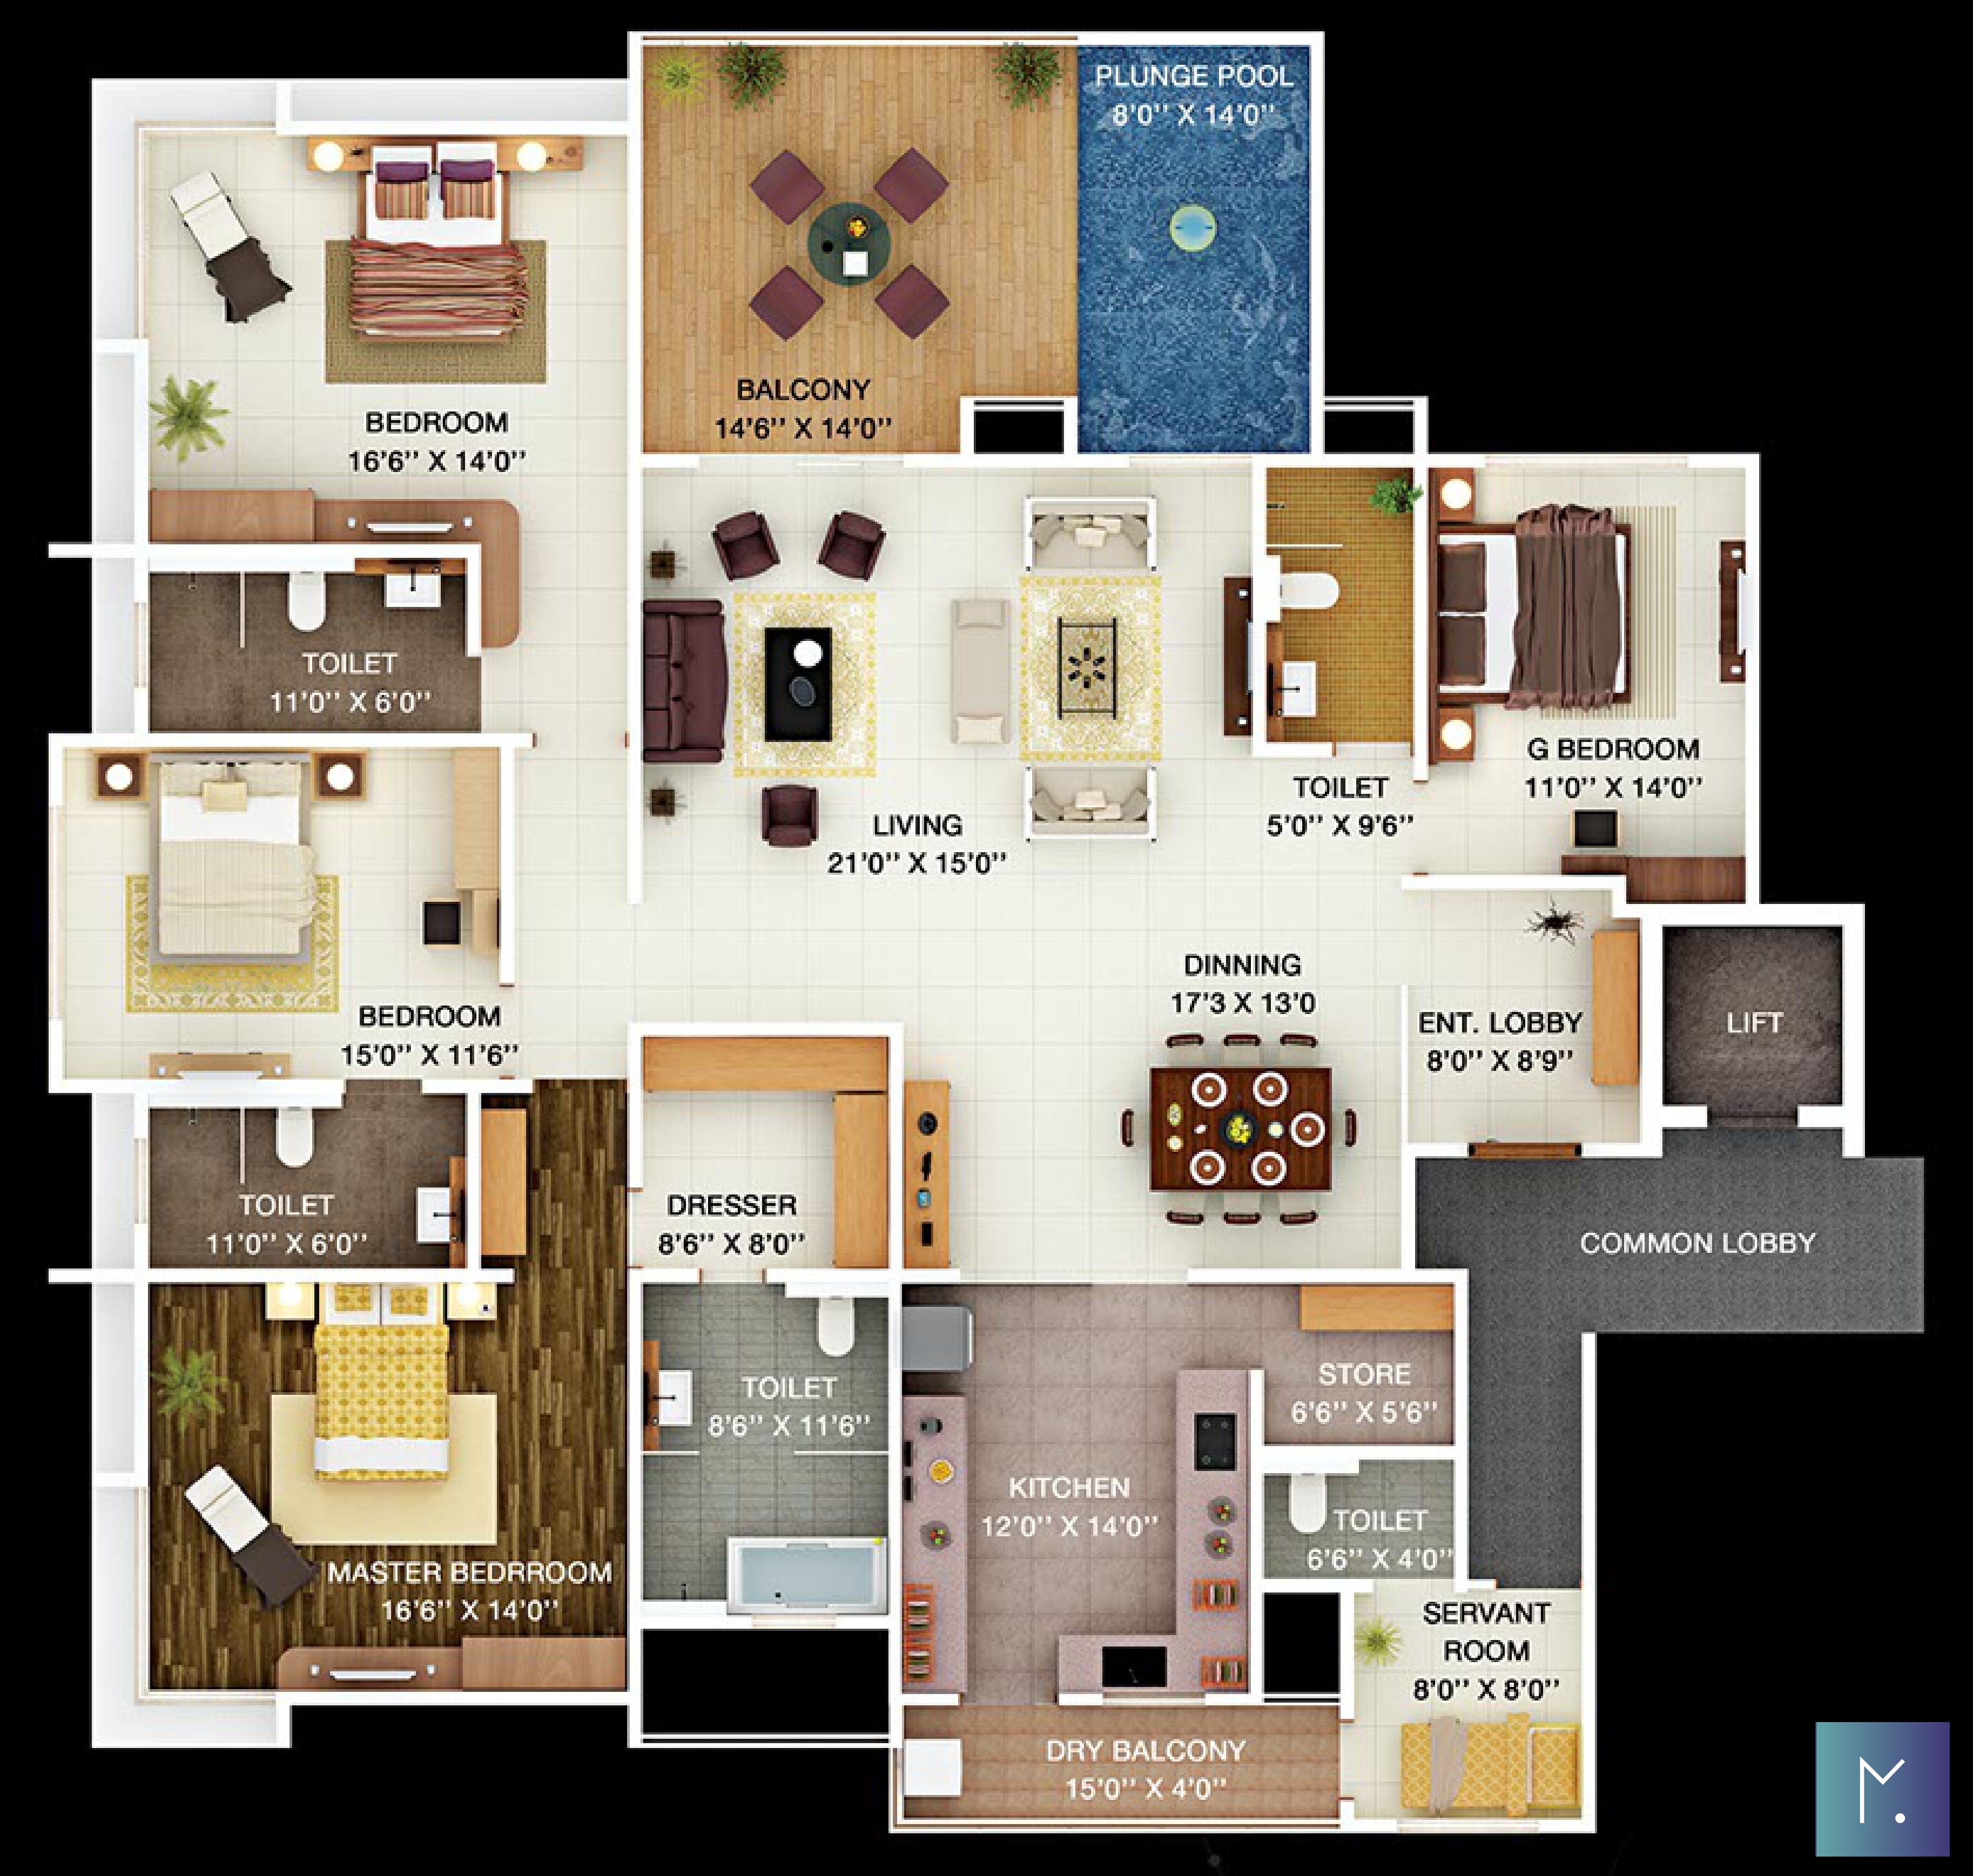 PLUNGE POOL
8'0'' X 14'0''
BALCONY
14'6'' X 14'0''
BEDROOM
16'6'' X 14'0''
TOILET
11'0'' X 6'0''
LIVING
21'0'' X 15'0''
TOILET
5'0'' X 9'6''
G BEDROOM
11'0'' X 14'0''
BEDROOM
15'0'' X 11'6''
DINNING
17'3 X 13'0
ENT. LOBBY
8'0'' X 8'9''
LIFT
TOILET
11'0'' X 6'0''
DRESSER
8'6'' X 8'0''
COMMON LOBBY
TOILET
8'6'' X 11'6''
STORE
6'6'' X 5'6''
KITCHEN
12'0'' X 14'0''
TOILET
6'6'' X 4'0''
MASTER BEDRROOM
16'6'' X 14'0''
SERVANT
ROOM
8'0'' X 8'0''
DRY BALCONY
15'0'' X 4'0''
M.